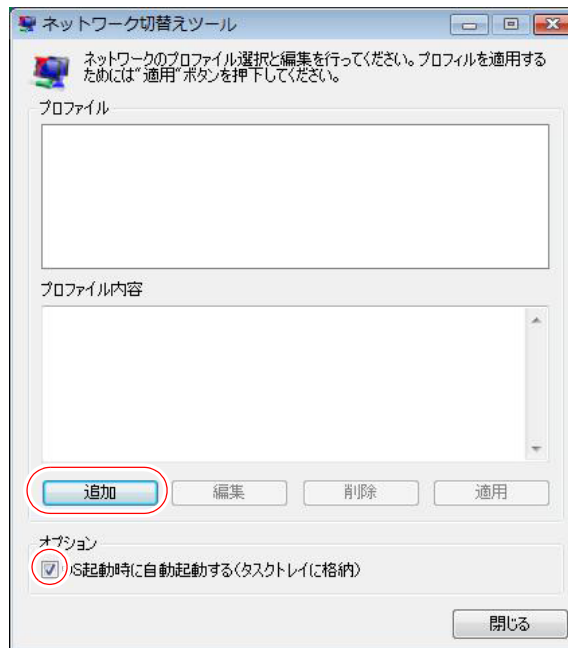 ネットワーク切替えツール
ネットワークのプロファイル選択と編集を行ってください。プロフィルを適用する
ためには"適用"ボタンを押下してください。
プロファイル
プロファイル内容
追加
編集
削除
適用
オプション
OS起動時に自動起動する(タスクトレイに格納)
閉じる